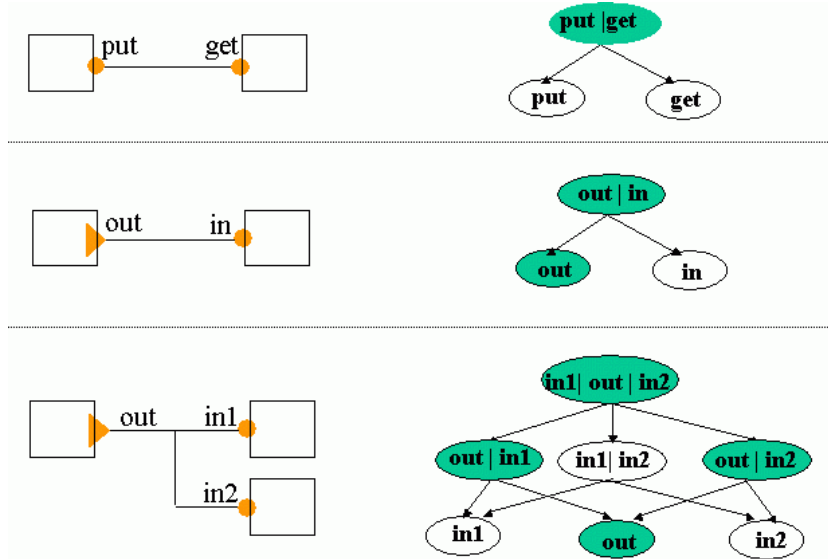 put get
put |get
put get
out in
out | in
out in
out in1
in2
in1| out | in2
out | in1 in1| in2 out | in2
in1 out in2